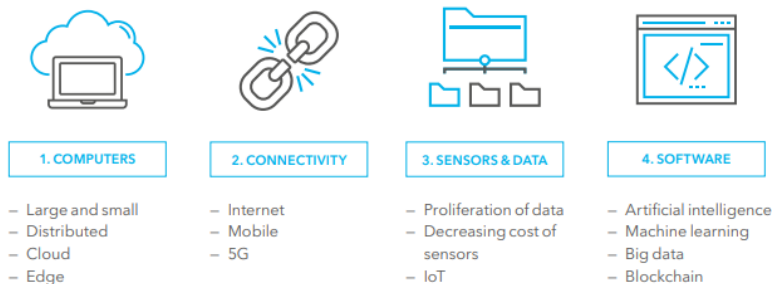 1. COMPUTERS
– Large and small
– Distributed
– Cloud
– Edge
2. CONNECTIVITY
– Internet
– Mobile
– 5G
3. SENSORS & DATA
– Proliferation of data
– Decreasing cost of
sensors
– IoT
4. SOFTWARE
– Artificial intelligence
– Machine learning
– Big data
– Blockchain